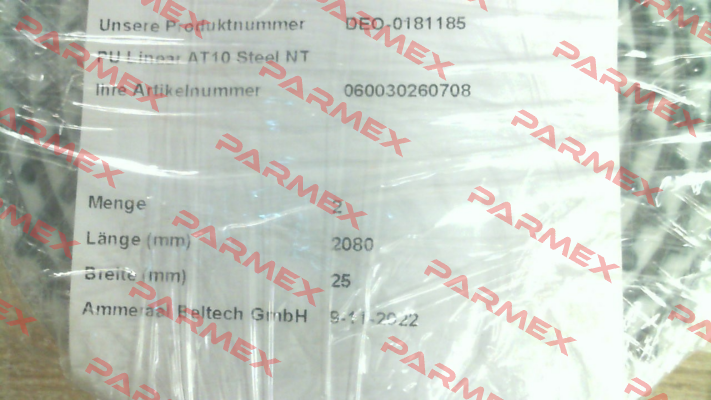 Unsere Produktnummer DEO-0181185
PU Linear AT10 Steel NT
Ihre Artikelnummer 060030260708
Menge 2
Länge (mm) 2080
Breite (mm) 25
Ammeraal Beltech GmbH 9-11-2022
PARMEX